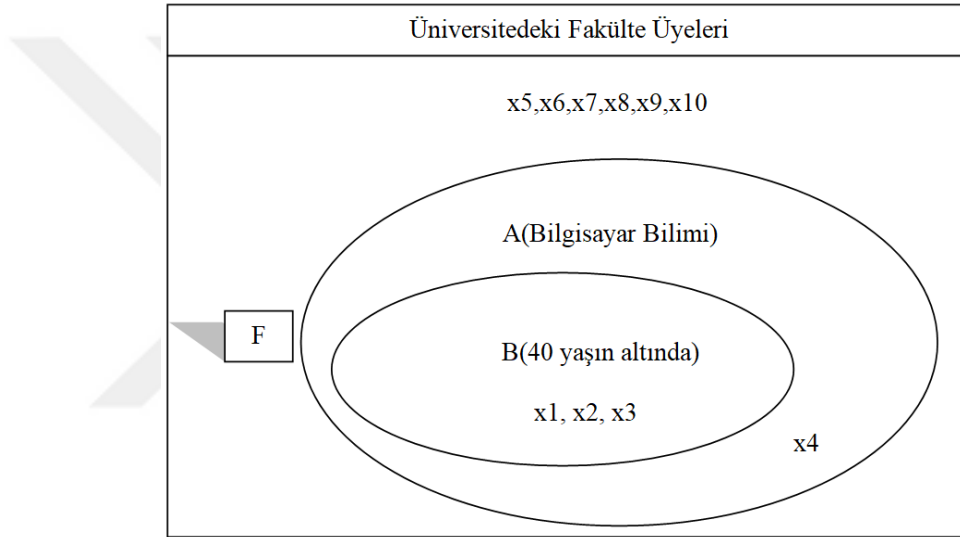 Üniversitedeki Fakülte Üyeleri
x5,x6,x7,x8,x9,x10
A(Bilgisayar Bilimi)
F
B(40 yaşın altında)
x1, x2, x3
x4